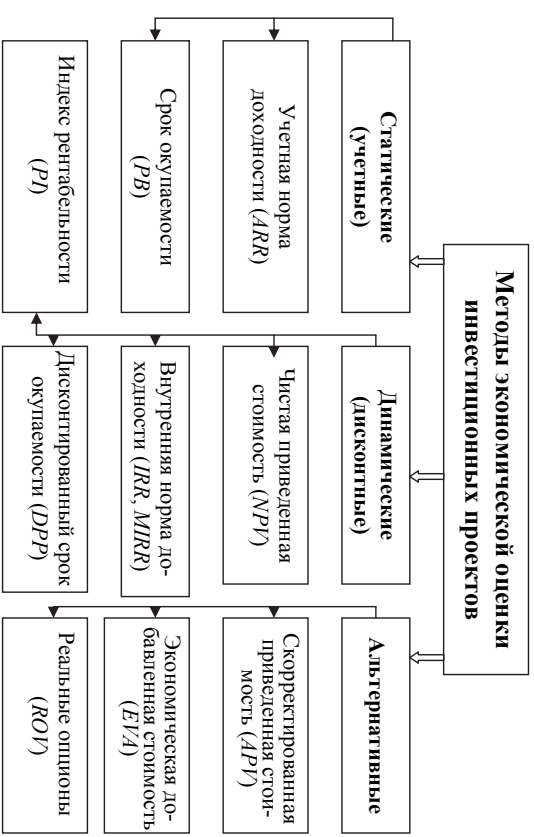 Методы экономической оценки
инвестиционных проектов
Статические
(учетные)
Учетная норма
доходности (ARR)
Срок окупаемости
(PB)
Индекс рентабельности
(PI)
Динамические
(дисконтные)
Чистая приведенная
стоимость (NPV)
Внутренняя норма до-
ходности (IRR, MIRR)
Дисконтированный срок
окупаемости (DPP)
Альтернативные
Скорректированная
приведенная стои-
мость (APV)
Экономическая до-
бавленная стоимость
(EVA)
Реальные опционы
(ROV)